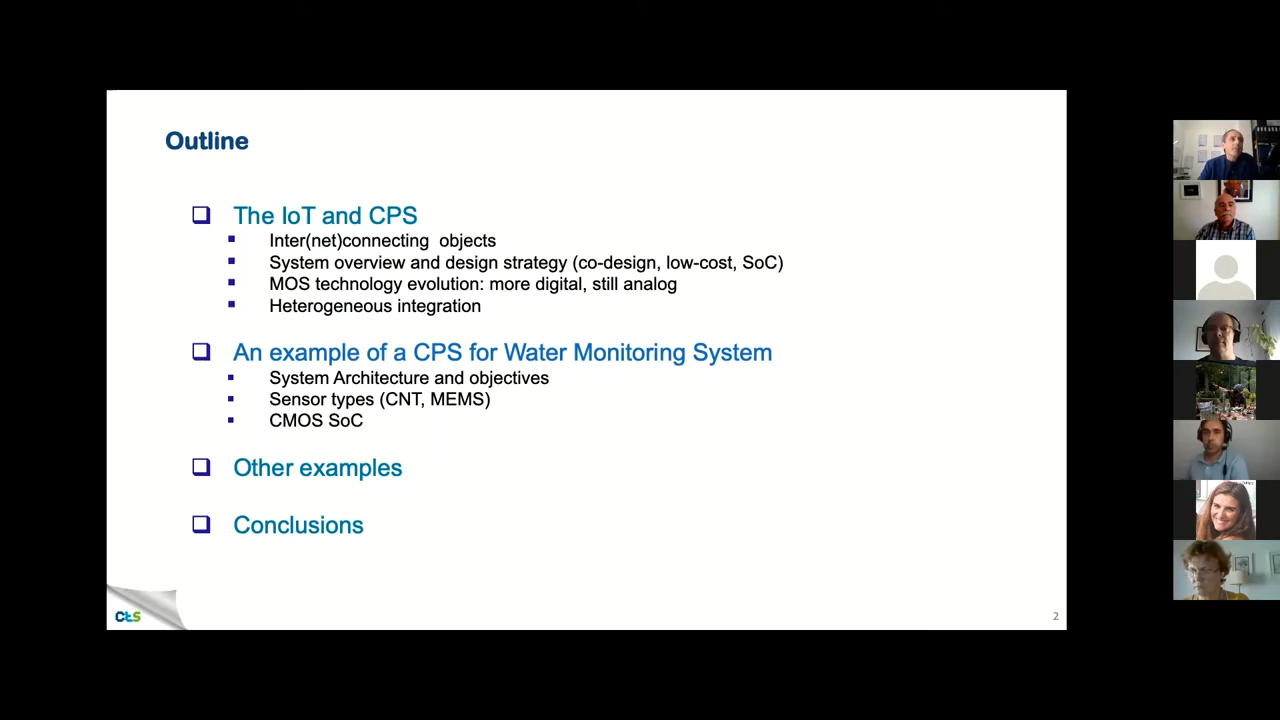 Outline
The IoT and CPS
Inter(net)connecting objects
System overview and design strategy (co-design, low-cost, SoC)
MOS technology evolution: more digital, still analog
Heterogeneous integration
An example of a CPS for Water Monitoring System
System Architecture and objectives
Sensor types (CNT, MEMS)
CMOS SoC
Other examples
Conclusions
CtS
2